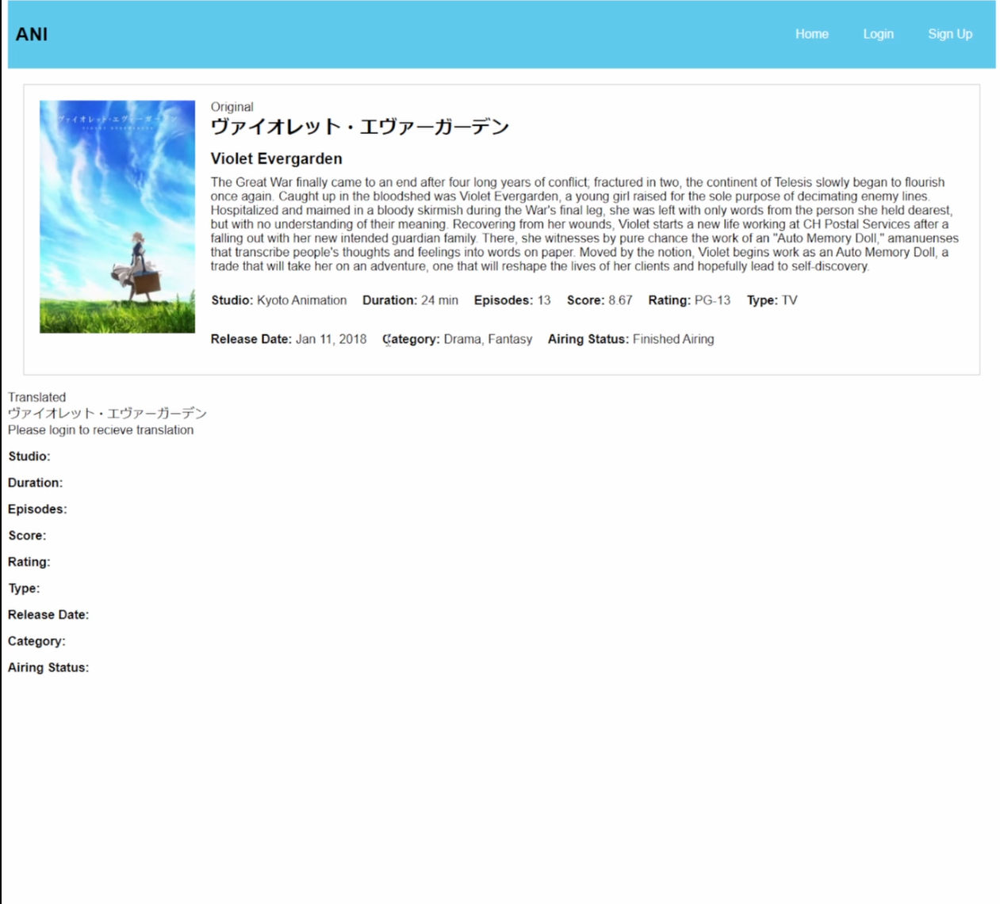 ANI
Home Login Sign Up
ヴァイオレット・エヴァーガーデン
Original
ヴァイオレット・エヴァーガーデン
Violet Evergarden
The Great War finally came to an end after four long years of conflict; fractured in two, the continent of Telesis slowly began to flourish
once again. Caught up in the bloodshed was Violet Evergarden, a young girl raised for the sole purpose of decimating enemy lines.
Hospitalized and maimed in a bloody skirmish during the War's final leg, she was left with only words from the person she held dearest,
but with no understanding of their meaning. Recovering from her wounds, Violet starts a new life working at CH Postal Services after a
falling out with her new intended guardian family. There, she witnesses by pure chance the work of an "Auto Memory Doll," amanuenses
that transcribe people's thoughts and feelings into words on paper. Moved by the notion, Violet begins work as an Auto Memory Doll, a
trade that will take her on an adventure, one that will reshape the lives of her clients and hopefully lead to self-discovery.
Studio: Kyoto Animation Duration: 24 min Episodes: 13 Score: 8.67 Rating: PG-13 Type: TV
Release Date: Jan 11, 2018 Category: Drama, Fantasy Airing Status: Finished Airing
Translated
ヴァイオレット・エヴァーガーデン
Please login to recieve translation
Studio:
Duration:
Episodes:
Score:
Rating:
Type:
Release Date:
Category:
Airing Status: